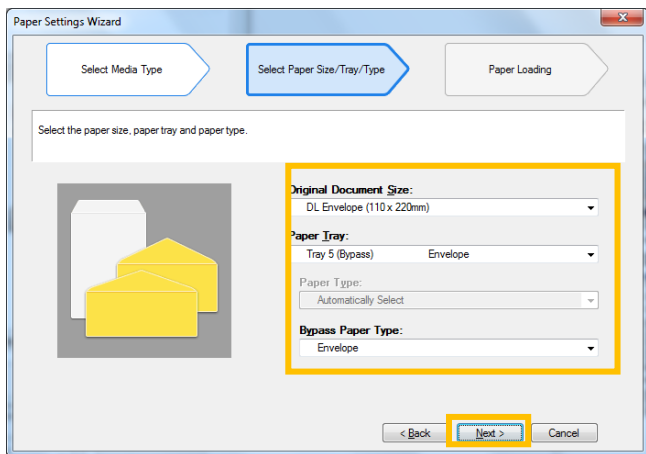 Paper Settings Wizard
Select Media Type
Select Paper Size/Tray/Type
Paper Loading
Select the paper size, paper tray and paper type.
Original Document Size:
DL Envelope (110 x 220mm)
Paper Tray:
Tray 5 (Bypass) Envelope
Paper Type:
Automatically Select
Bypass Paper Type:
Envelope
< Back Next > Cancel